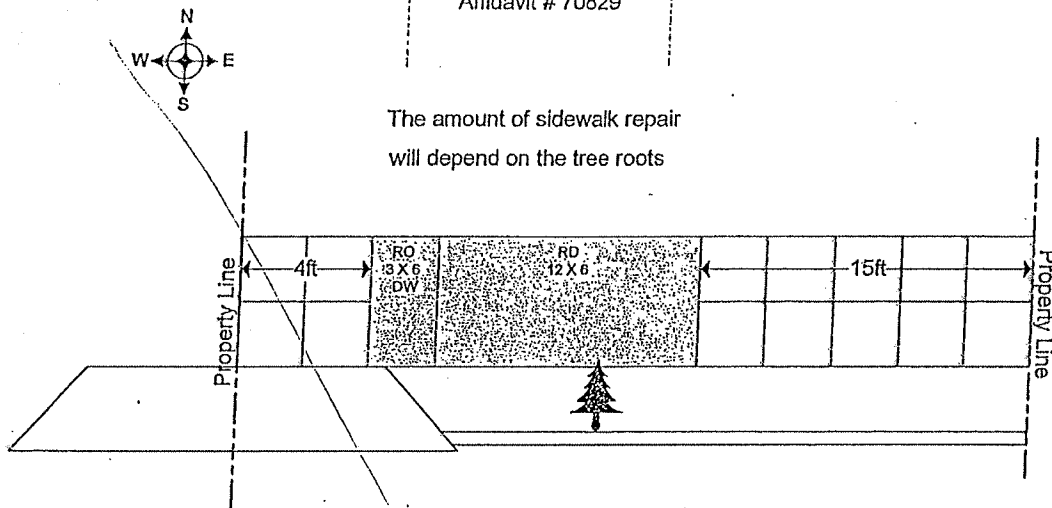 Affidavit # 70829
N
W E
S
The amount of sidewalk repair
will depend on the tree roots
Property Line
4ft
RO
3 X 6
DW
RD
12 X 6
15ft
Property Line